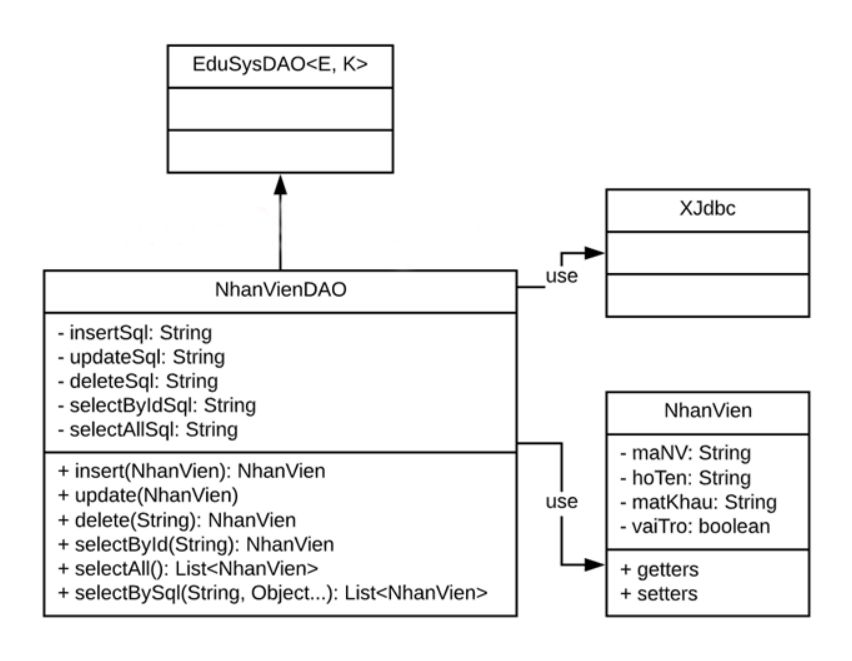 EduSysDAO<E, K>
XJdbc
use
NhanVienDAO
- insertSql: String
- updateSql: String
- deleteSql: String
- selectByIdSql: String
- selectAllSql: String
+ insert(NhanVien): NhanVien
+ update(NhanVien)
+ delete(String): NhanVien
+ selectById(String): NhanVien
+ selectAll(): List<NhanVien>
+ selectBySql(String, Object...): List<NhanVien>
use
NhanVien
- maNV: String
- hoTen: String
- matKhau: String
- vaiTro: boolean
+ getters
+ setters